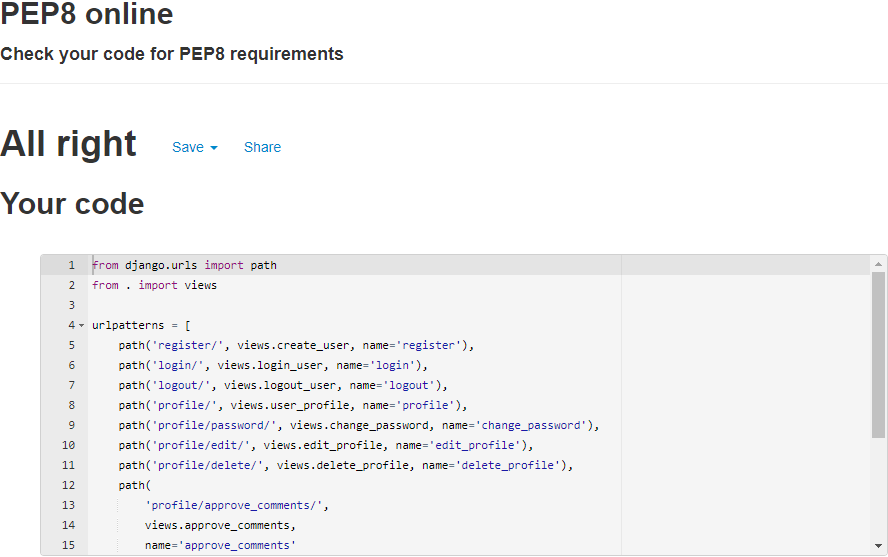 PEP8 online
Check your code for PEP8 requirements
All right Save Share
Your code
1 from django.urls import path
2 from . import views
3
4 urlpatterns = [
5     path('register/', views.create_user, name='register'),
6     path('login/', views.login_user, name='login'),
7     path('logout/', views.logout_user, name='logout'),
8     path('profile/', views.user_profile, name='profile'),
9     path('profile/password/', views.change_password, name='change_password'),
10     path('profile/edit/', views.edit_profile, name='edit_profile'),
11     path('profile/delete/', views.delete_profile, name='delete_profile'),
12     path(
13         'profile/approve_comments/',
14         views.approve_comments,
15         name='approve_comments'